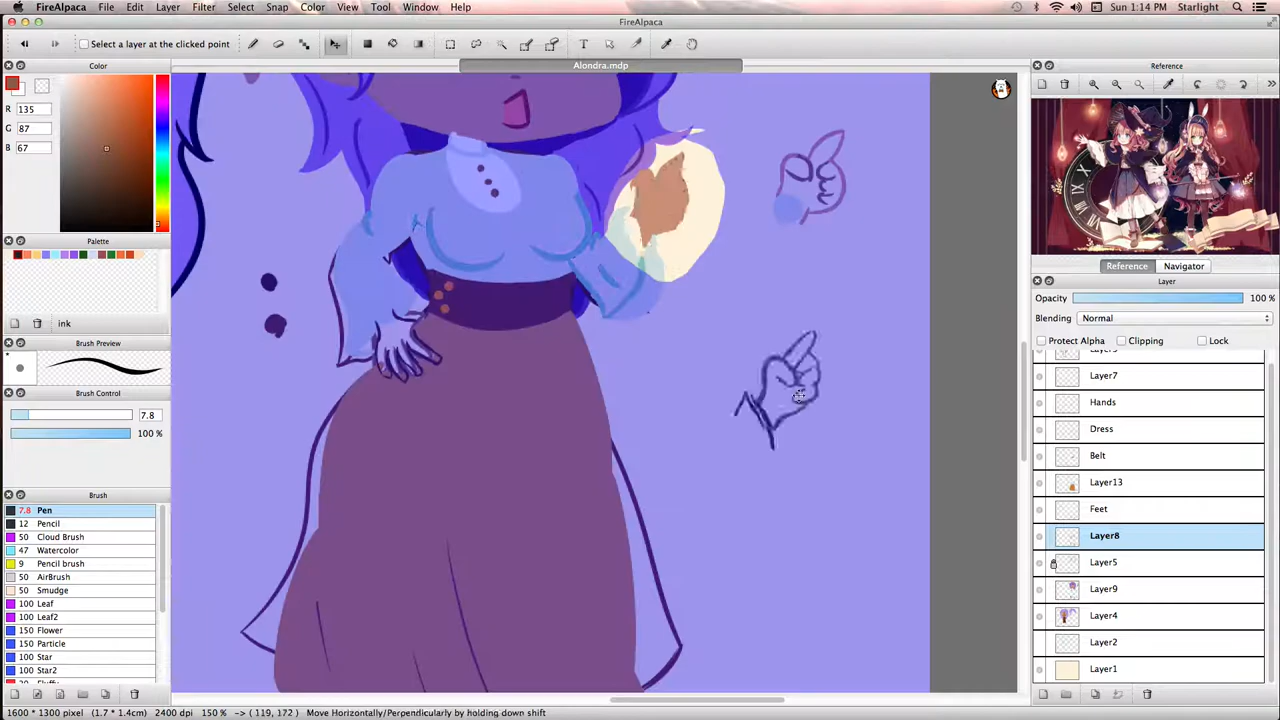 FireAlpaca File Edit Layer Filter Select Snap Color View Tool Window Help Sun 1:14 PM Starlight
FireAlpaca
Select a layer at the clicked point
Alondra.mdp
Color
R 135
G 87
B 67
Palette
ink
Brush Preview
Brush Control
7.8
100 %
Brush
7.8 Pen
12 Pencil
50 Cloud Brush
47 Watercolor
9 Pencil brush
50 AirBrush
50 Smudge
100 Leaf
100 Leaf2
150 Flower
150 Particle
100 Star
100 Star2
Reference
Reference Navigator
Layer
Opacity 100 %
Blending Normal
Protect Alpha Clipping Lock
Layer7
Hands
Dress
Belt
Layer13
Feet
Layer8
Layer5
Layer9
Layer4
Layer2
Layer1
1600 * 1300 pixel (1.7 * 1.4cm) 2400 dpi 150 % -> ( 119, 172 ) Move Horizontally/Perpendicularly by holding down shift